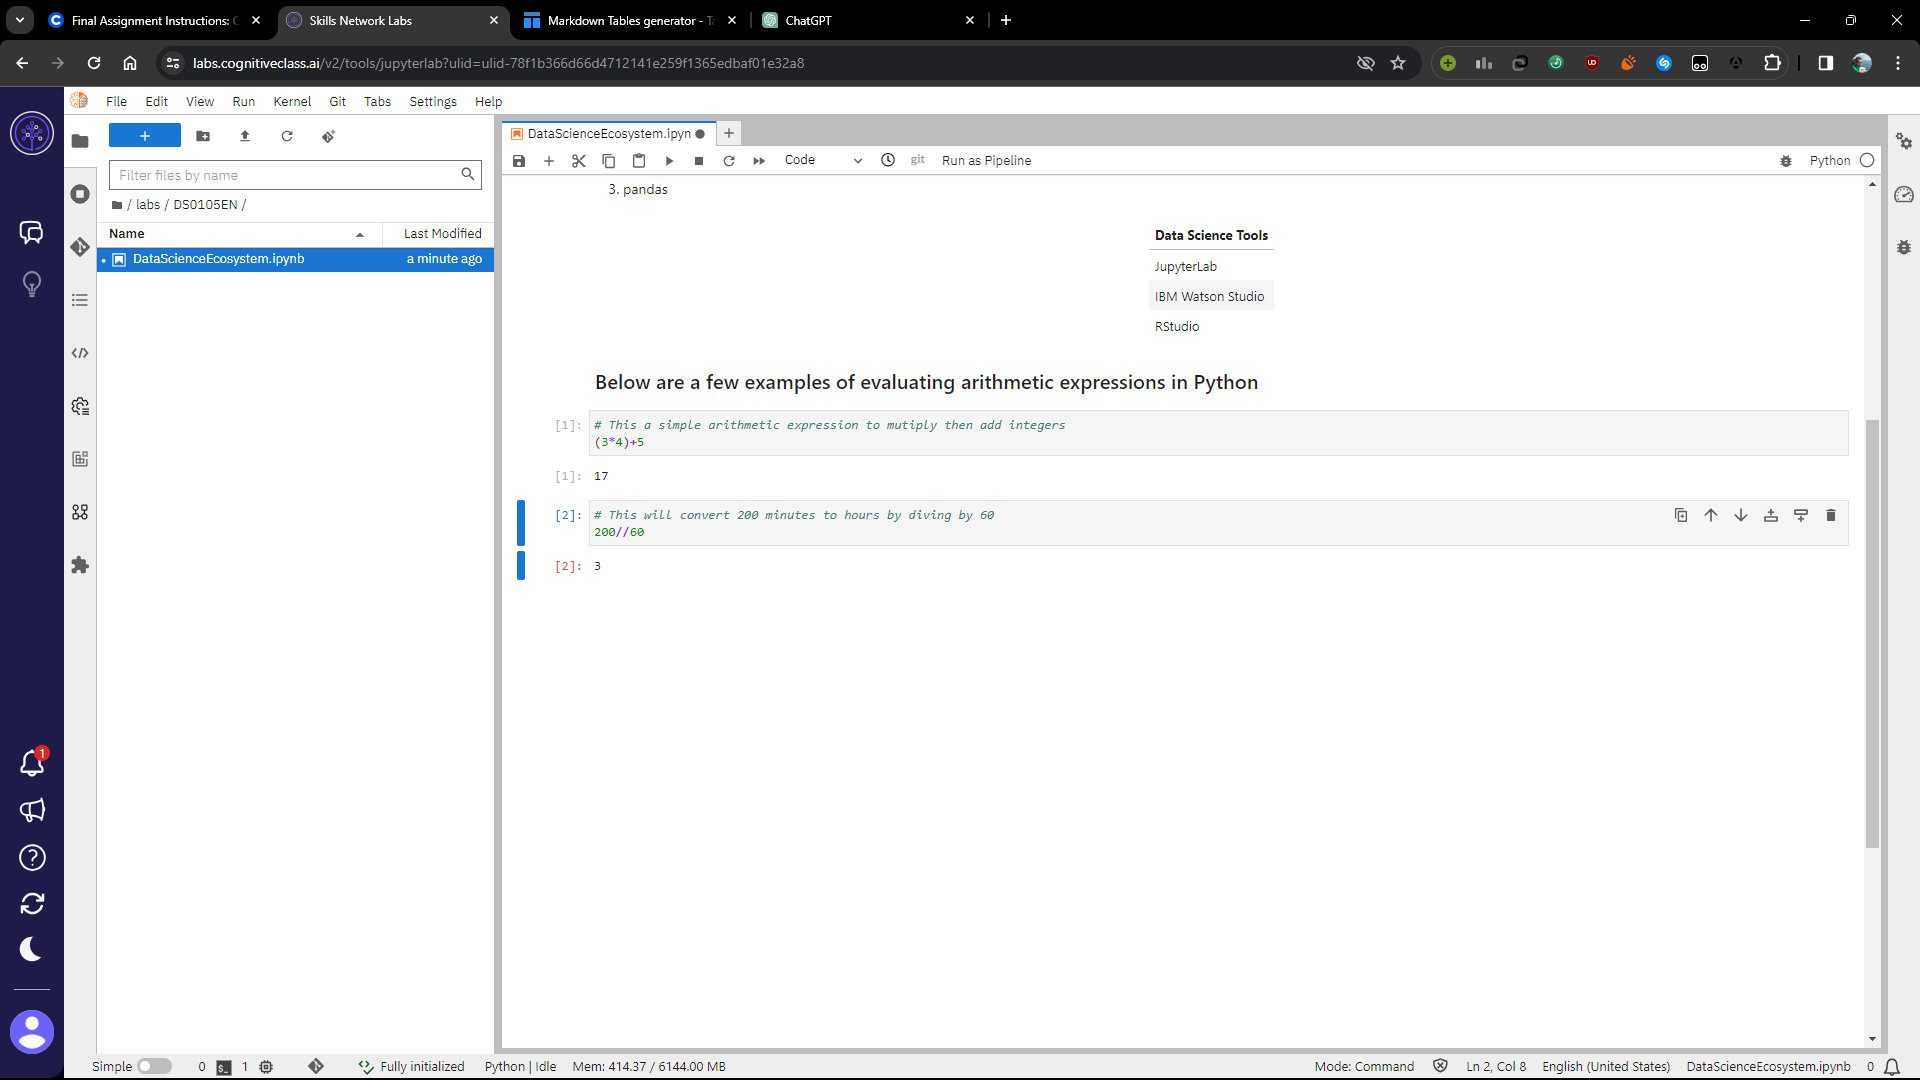 Final Assignment Instructions: C
Skills Network Labs
Markdown Tables generator - Ta
ChatGPT
labs.cognitiveclass.ai/v2/tools/jupyterlab?ulid=ulid-78f1b366d66d4712141e259f1365edbaf01e32a8
File Edit View Run Kernel Git Tabs Settings Help
Filter files by name
/ labs / DS0105EN /
Name Last Modified
DataScienceEcosystem.ipynb a minute ago
DataScienceEcosystem.ipyn
Code git Run as Pipeline Python
3. pandas
Data Science Tools
JupyterLab
IBM Watson Studio
RStudio
Below are a few examples of evaluating arithmetic expressions in Python
[1]: # This a simple arithmetic expression to mutiply then add integers
(3*4)+5
[1]: 17
[2]: # This will convert 200 minutes to hours by diving by 60
200//60
[2]: 3
1
Simple 0 $_ 1 Fully initialized Python | Idle Mem: 414.37 / 6144.00 MB Mode: Command Ln 2, Col 8 English (United States) DataScienceEcosystem.ipynb 0